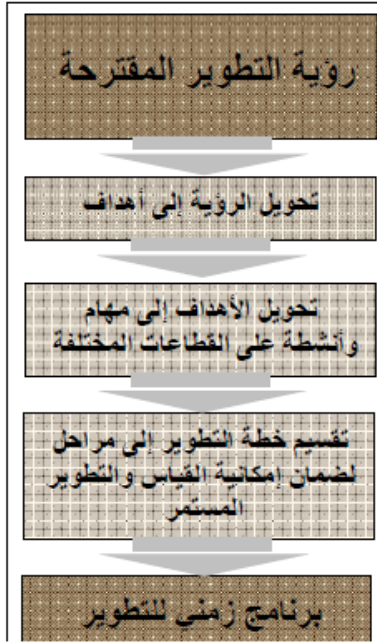 رؤية التطوير المقترحة
تحويل الرؤية إلى أهداف
تحويل الأهداف إلى مهام
وأنشطة على القطاعات المختلفة
تقسيم خطة التطوير إلى مراحل
لضمان إمكانية القياس والتطوير
المستمر
برنامج زمني للتطوير